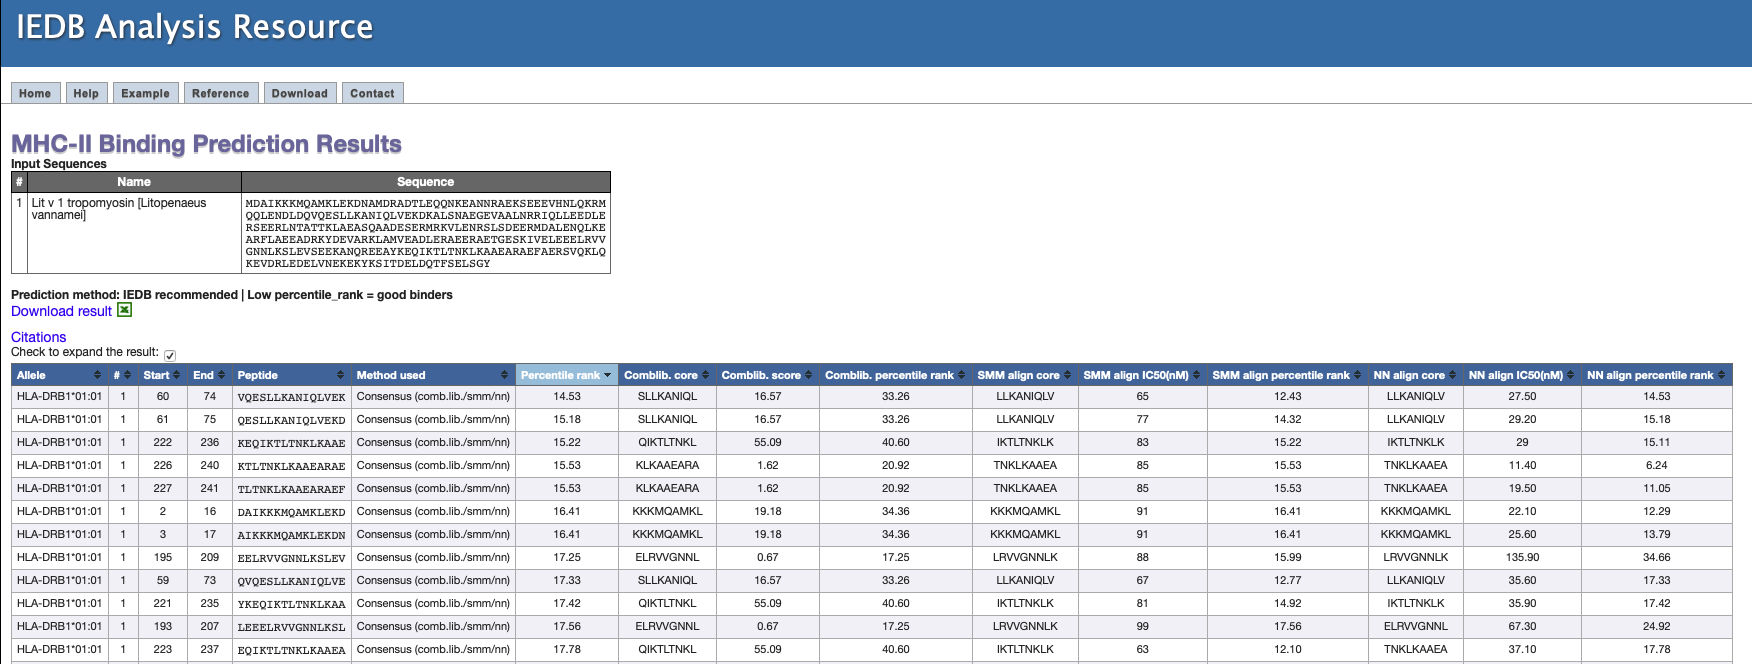 IEDB Analysis Resource
Home Help Example Reference Download Contact
MHC-II Binding Prediction Results
Input Sequences
# Name Sequence
1 Lit v 1 tropomyosin [Litopenaeus vannamei]
MDAIKKKMQAMKLEKDNAMDRADTLEQQNKEANNRAEKSEEEVHNLQKRM
QQLENDLDQVQESLLKANIQLVEKDKALSNAEGEVAALNRRIQLLEEDLE
RSEERLNTATTKLAEASQAADESERMRKVLENRSLSDEERMDALENQLKE
ARFLAEEADRKYDEVARKLAMVEADLERAEERAETGESKIVELEEELRVV
GNNLKSLEVSEEKANQREEAYKEQIKTLTNKLKAAEARAEFAERSVQKLQ
KEVDRLEDELVNEKEKYKSITDELDQTFSELSGY
Prediction method: IEDB recommended | Low percentile_rank = good binders
Download result
Citations
Check to expand the result:
Allele # Start End Peptide Method used Percentile rank Comblib. core Comblib. score Comblib. percentile rank SMM align core SMM align IC50(nM) SMM align percentile rank NN align core NN align IC50(nM) NN align percentile rank
HLA-DRB1*01:01 1 60 74 VQESLLKANIQLVEK Consensus (comb.lib./smm/nn) 14.53 SLLKANIQL 16.57 33.26 LLKANIQLV 65 12.43 LLKANIQLV 27.50 14.53
HLA-DRB1*01:01 1 61 75 QESLLKANIQLVEKD Consensus (comb.lib./smm/nn) 15.18 SLLKANIQL 16.57 33.26 LLKANIQLV 77 14.32 LLKANIQLV 29.20 15.18
HLA-DRB1*01:01 1 222 236 KEQIKTLTNKLKAAE Consensus (comb.lib./smm/nn) 15.22 QIKTLTNKL 55.09 40.60 IKTLTNKLK 83 15.22 IKTLTNKLK 29 15.11
HLA-DRB1*01:01 1 226 240 KTLTNKLKAAEARAE Consensus (comb.lib./smm/nn) 15.53 KLKAAEARA 1.62 20.92 TNKLKAAEA 85 15.53 TNKLKAAEA 11.40 6.24
HLA-DRB1*01:01 1 227 241 TLTNKLKAAEARAEF Consensus (comb.lib./smm/nn) 15.53 KLKAAEARA 1.62 20.92 TNKLKAAEA 85 15.53 TNKLKAAEA 19.50 11.05
HLA-DRB1*01:01 1 2 16 DAIKKKMQAMKLEKD Consensus (comb.lib./smm/nn) 16.41 KKKMQAMKL 19.18 34.36 KKKMQAMKL 91 16.41 KKKMQAMKL 22.10 12.29
HLA-DRB1*01:01 1 3 17 AIKKKMQAMKLEKDN Consensus (comb.lib./smm/nn) 16.41 KKKMQAMKL 19.18 34.36 KKKMQAMKL 91 16.41 KKKMQAMKL 25.60 13.79
HLA-DRB1*01:01 1 195 209 EELRVVGNNLKSLEV Consensus (comb.lib./smm/nn) 17.25 ELRVVGNNL 0.67 17.25 LRVVGNNLK 88 15.99 LRVVGNNLK 135.90 34.66
HLA-DRB1*01:01 1 59 73 QVQESLLKANIQLVE Consensus (comb.lib./smm/nn) 17.33 SLLKANIQL 16.57 33.26 LLKANIQLV 67 12.77 LLKANIQLV 35.60 17.33
HLA-DRB1*01:01 1 221 235 YKEQIKTLTNKLKAA Consensus (comb.lib./smm/nn) 17.42 QIKTLTNKL 55.09 40.60 IKTLTNKLK 81 14.92 IKTLTNKLK 35.90 17.42
HLA-DRB1*01:01 1 193 207 LEEELRVVGNNLKSL Consensus (comb.lib./smm/nn) 17.56 ELRVVGNNL 0.67 17.25 LRVVGNNLK 99 17.56 ELRVVGNNL 67.30 24.92
HLA-DRB1*01:01 1 223 237 EQIKTLTNKLKAAEA Consensus (comb.lib./smm/nn) 17.78 QIKTLTNKL 55.09 40.60 IKTLTNKLK 63 12.10 TNKLKAAEA 37.10 17.78